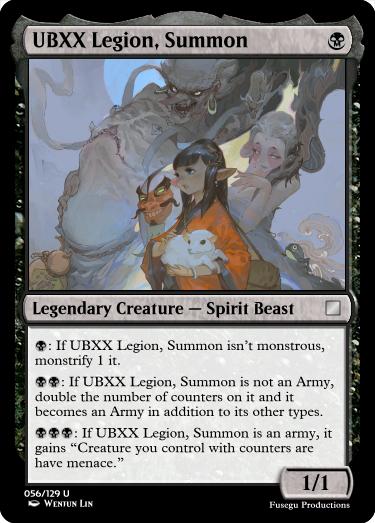 UBXX Legion, Summon
Legendary Creature — Spirit Beast
: If UBXX Legion, Summon isn't monstrous,
monstrify 1 it.
: If UBXX Legion, Summon is not an Army,
double the number of counters on it and it
becomes an Army in addition to its other types.
: If UBXX Legion, Summon is an army, it
gains “Creature you control with counters are
have menace.”
1/1
056/129 U
Wenjun Lin
Fusegu Productions